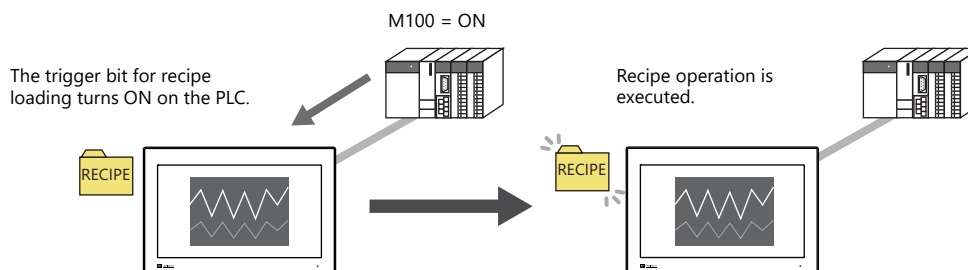 M100 = ON
The trigger bit for recipe
loading turns ON on the PLC.
Recipe operation is
executed.
RECIPE
RECIPE